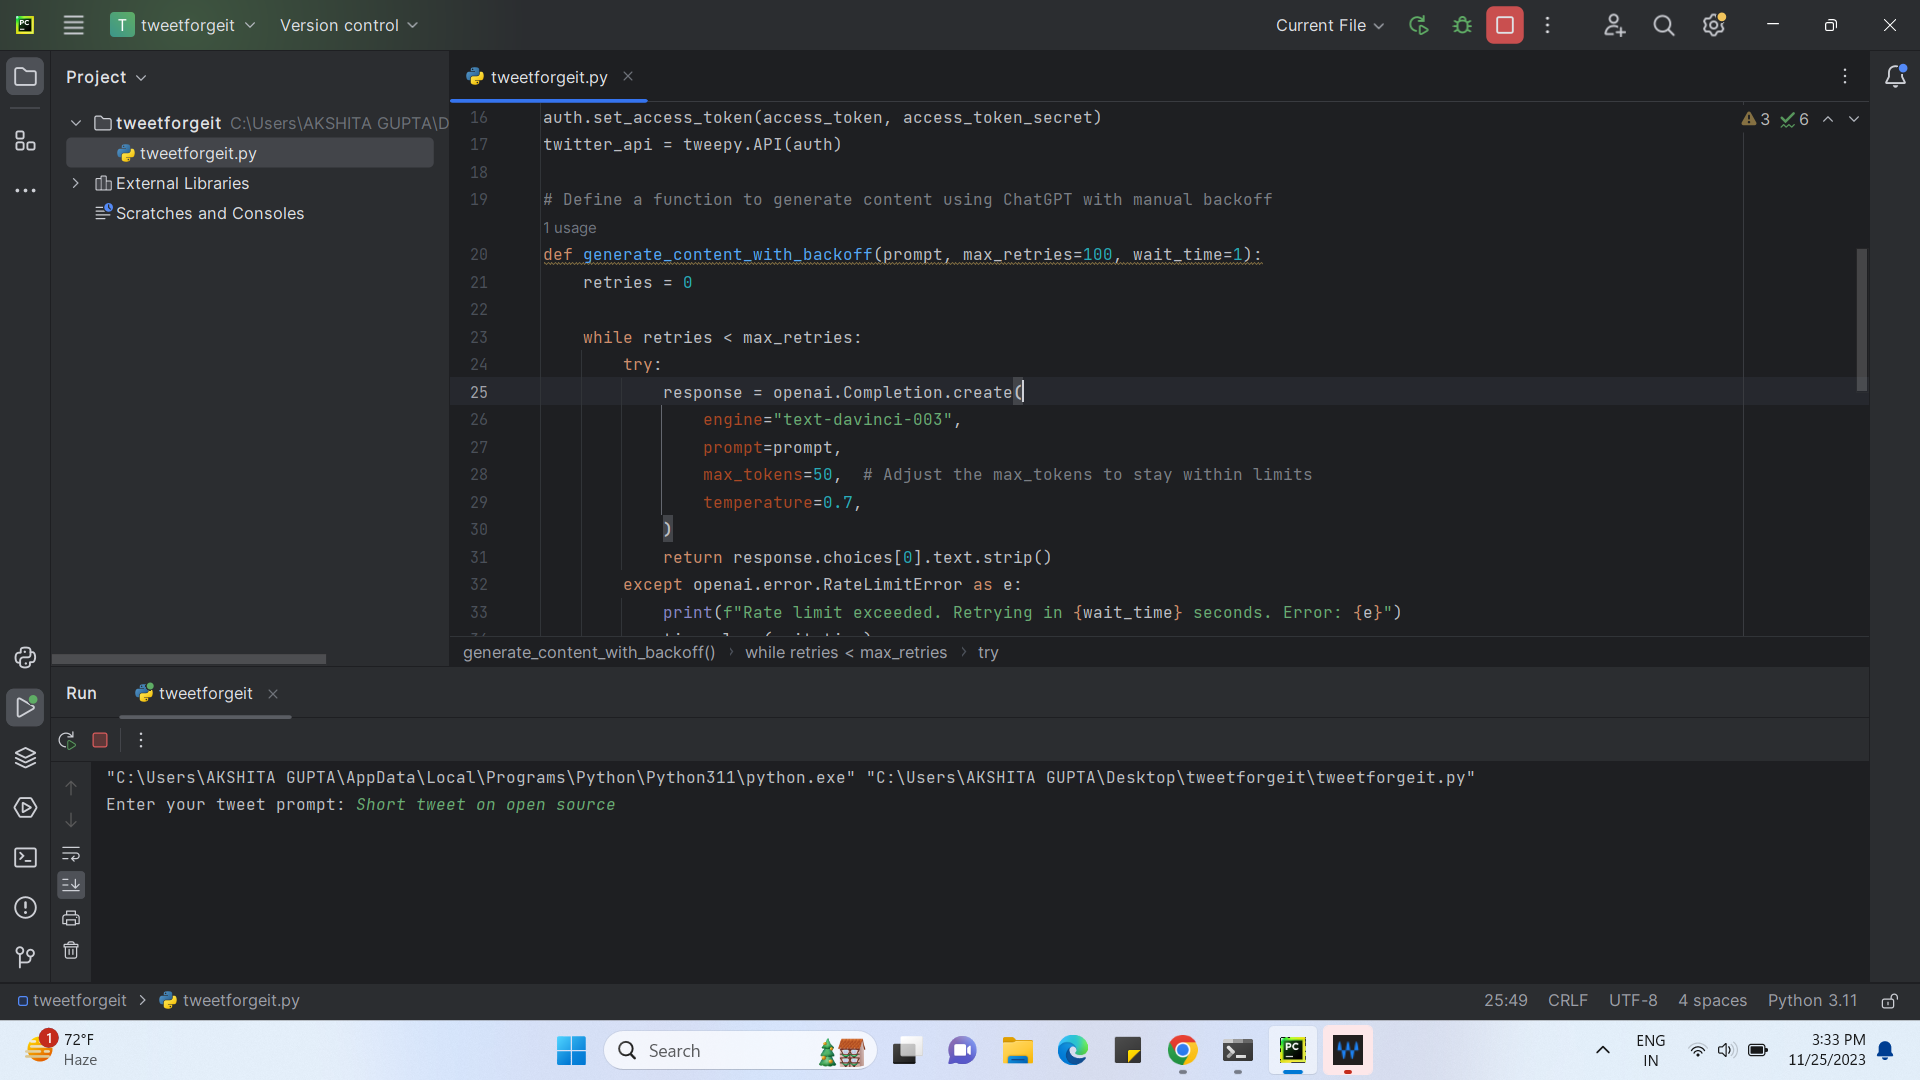 PC
T tweetforgeit Version control Current File
Project
tweetforgeit C:\Users\AKSHITA GUPTA\D
tweetforgeit.py
External Libraries
Scratches and Consoles
tweetforgeit.py
3 6
16 auth.set_access_token(access_token, access_token_secret)
17 twitter_api = tweepy.API(auth)
18
19 # Define a function to generate content using ChatGPT with manual backoff
1 usage
20 def generate_content_with_backoff(prompt, max_retries=100, wait_time=1):
21 retries = 0
22
23 while retries < max_retries:
24 try:
25 response = openai.Completion.create(
26 engine="text-davinci-003",
27 prompt=prompt,
28 max_tokens=50,  # Adjust the max_tokens to stay within limits
29 temperature=0.7,
30 )
31 return response.choices[0].text.strip()
32 except openai.error.RateLimitError as e:
33 print(f"Rate limit exceeded. Retrying in {wait_time} seconds. Error: {e}")
generate_content_with_backoff() › while retries < max_retries › try
Run tweetforgeit
"C:\Users\AKSHITA GUPTA\AppData\Local\Programs\Python\Python311\python.exe" "C:\Users\AKSHITA GUPTA\Desktop\tweetforgeit\tweetforgeit.py"
Enter your tweet prompt: Short tweet on open source
tweetforgeit > tweetforgeit.py 25:49 CRLF UTF-8 4 spaces Python 3.11
1
72°F
Haze
Search
PC
ENG
IN
3:33 PM
11/25/2023